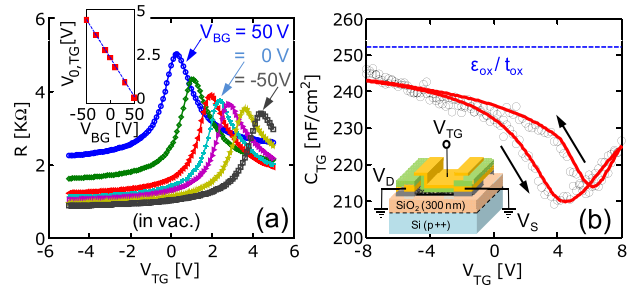 V_BG = 50 V
= 0 V
= -50 V
V_0,TG [V]
5
2.5
0
-50
0
50
V_BG [V]
R [KΩ]
6
4
2
0
-4
-2
0
2
4
6
V_TG [V]
(in vac.)
(a)
C_TG [nF/cm²]
260
250
240
230
220
210
200
-8
-4
0
4
8
V_TG [V]
ε_ox / t_ox
(b)
V_TG
V_D
V_S
SiO₂ (300 nm)
Si (p++)